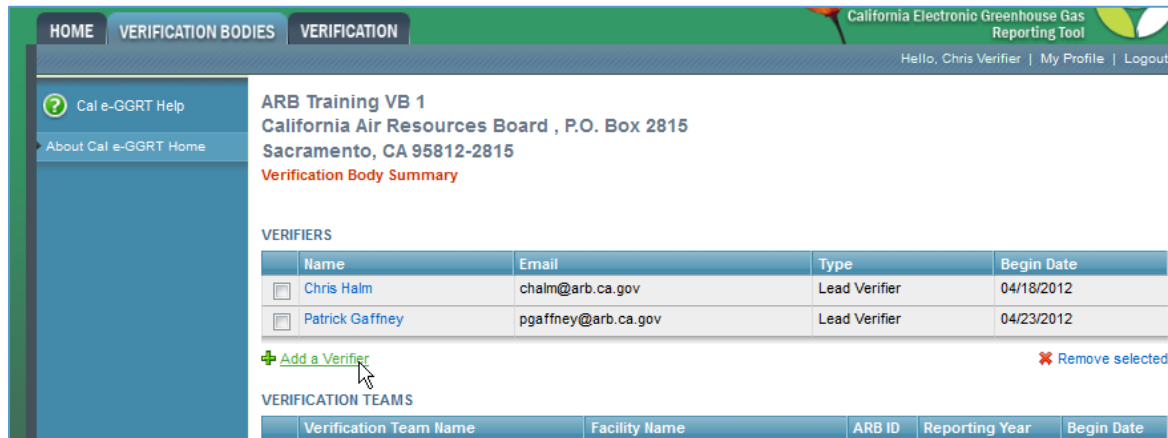 HOME VERIFICATION BODIES VERIFICATION
California Electronic Greenhouse Gas
Reporting Tool
Hello, Chris Verifier | My Profile | Logout
Cal e-GGRT Help
About Cal e-GGRT Home
ARB Training VB 1
California Air Resources Board , P.O. Box 2815
Sacramento, CA 95812-2815
Verification Body Summary
VERIFIERS
Name Email Type Begin Date
Chris Halm chalm@arb.ca.gov Lead Verifier 04/18/2012
Patrick Gaffney pgaffney@arb.ca.gov Lead Verifier 04/23/2012
Add a Verifier Remove selected
VERIFICATION TEAMS
Verification Team Name Facility Name ARB ID Reporting Year Begin Date